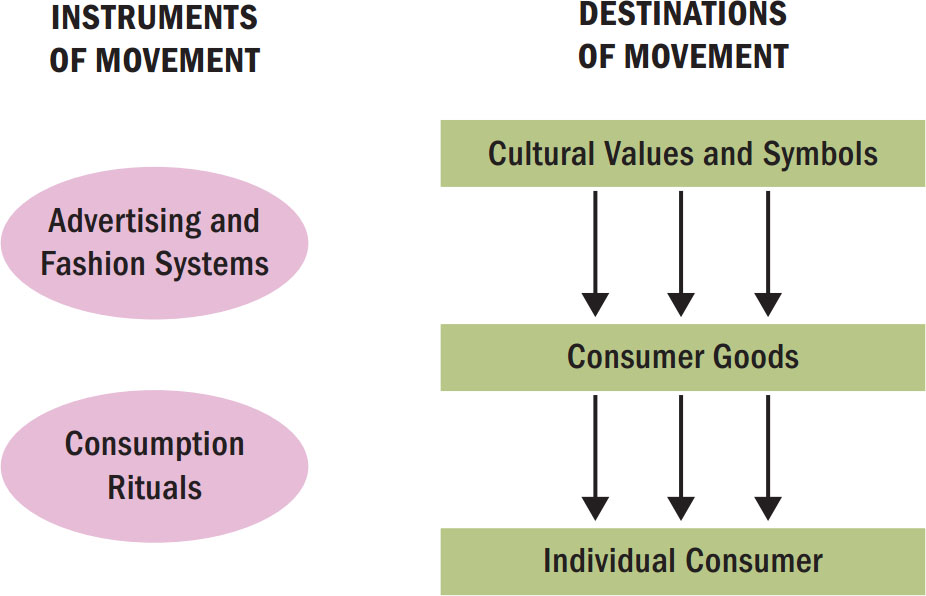 INSTRUMENTS
OF MOVEMENT
DESTINATIONS
OF MOVEMENT
Advertising and
Fashion Systems
Consumption
Rituals
Cultural Values and Symbols
Consumer Goods
Individual Consumer